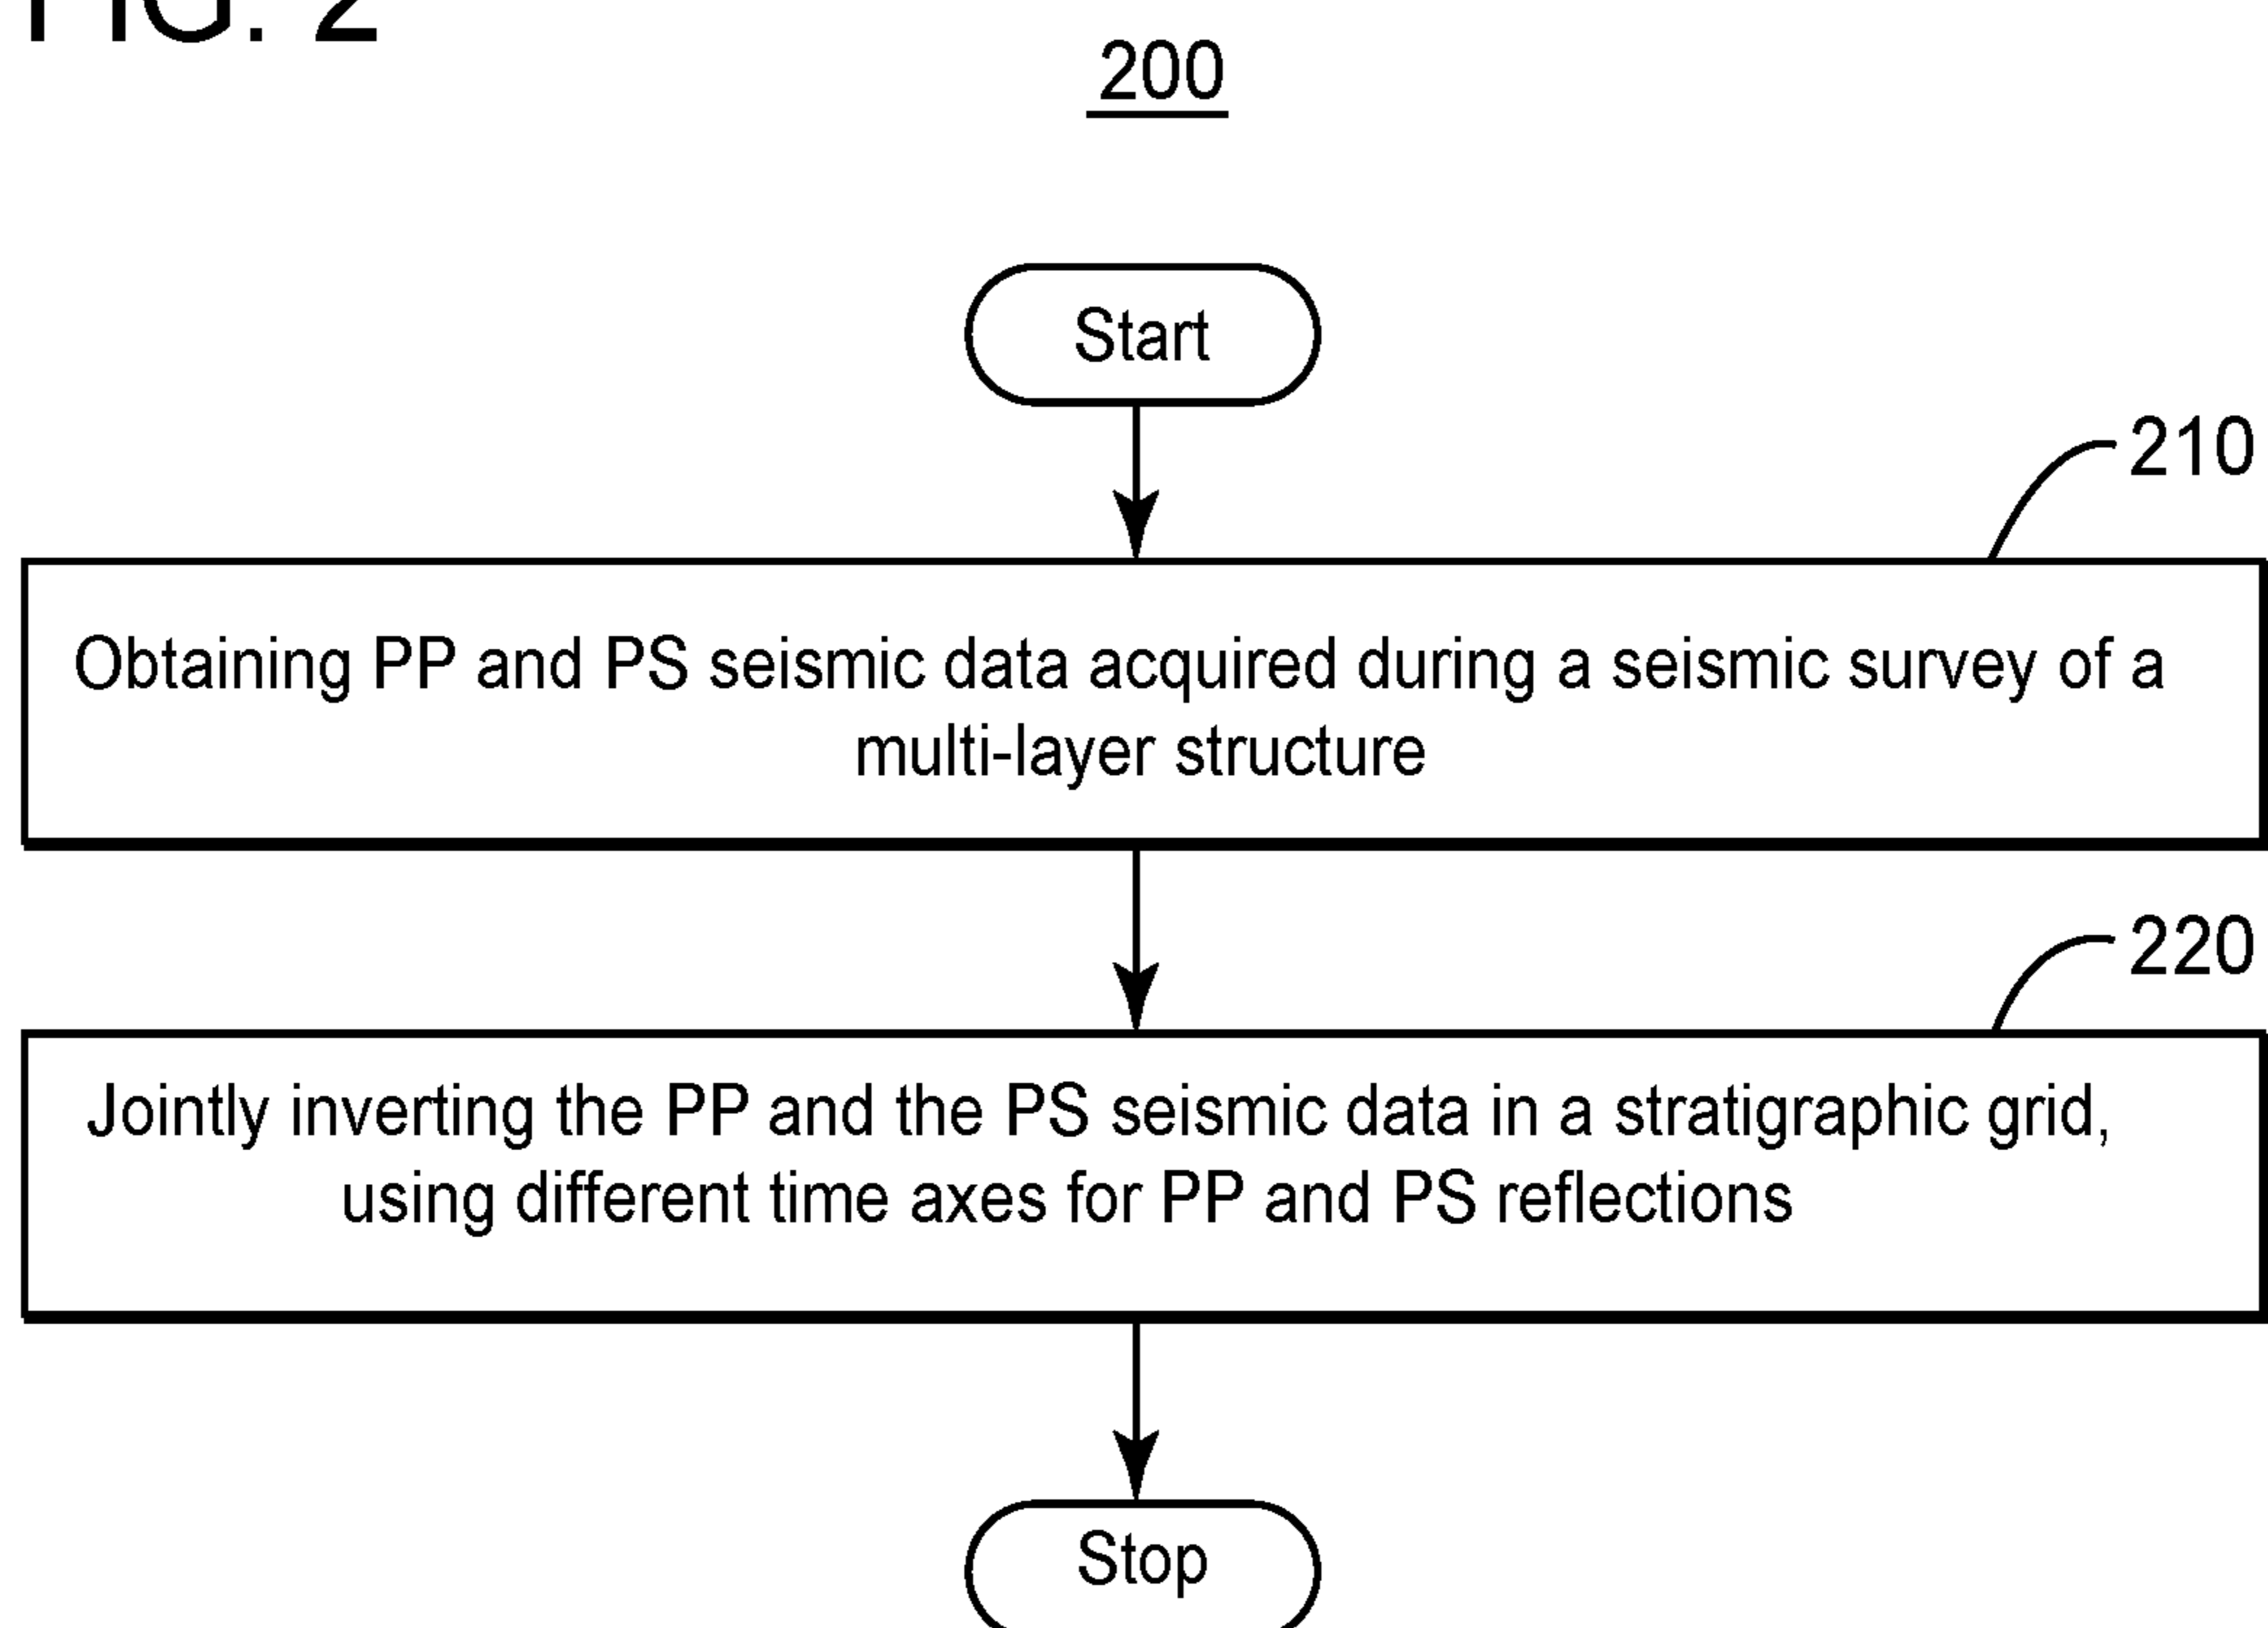 FIG. 2
200
Start
210
Obtaining PP and PS seismic data acquired during a seismic survey of a
multi-layer structure
220
Jointly inverting the PP and the PS seismic data in a stratigraphic grid,
using different time axes for PP and PS reflections
Stop